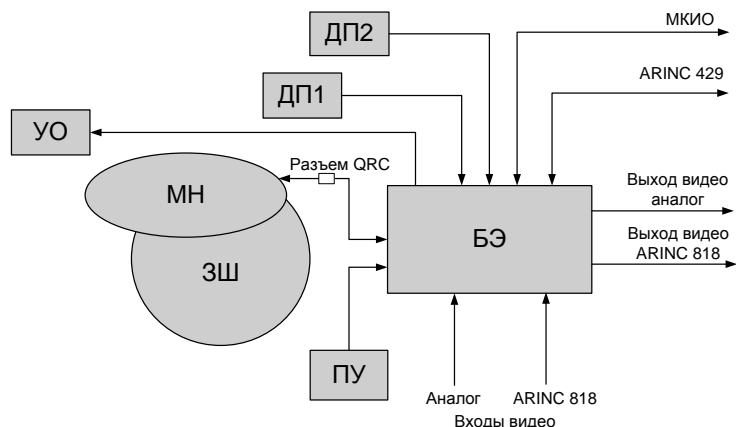 МКИО
ДП2
ARINC 429
ДП1
УО
Разъем QRC
МН
Выход видео
аналог
БЭ
Выход видео
ARINC 818
ЗШ
ПУ
Аналог
ARINC 818
Входы видео